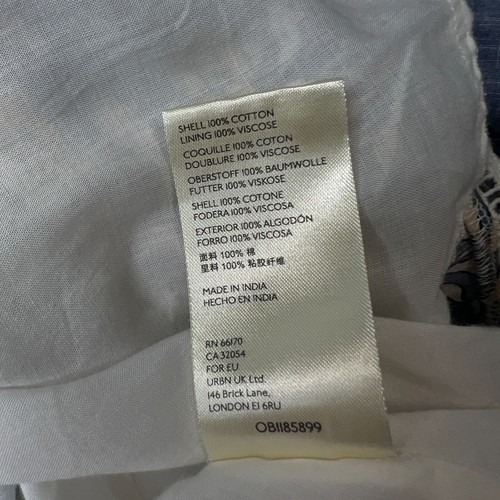 SHELL 100% COTTON
LINING 100% VISCOSE
COQUILLE 100% COTON
DOUBLURE 100% VISCOSE
OBERSTOFF 100% BAUMWOLLE
FUTTER 100% VISKOSE
SHELL 100% COTONE
FODERA 100% VISCOSA
EXTERIOR 100% ALGODÓN
FORRO 100% VISCOSA
面料 100% 棉
里料 100% 粘胶纤维
MADE IN INDIA
HECHO EN INDIA
RN 66170
CA 32054
FOR EU
URBN UK Ltd.
146 Brick Lane,
LONDON E1 6RU
OB1185899